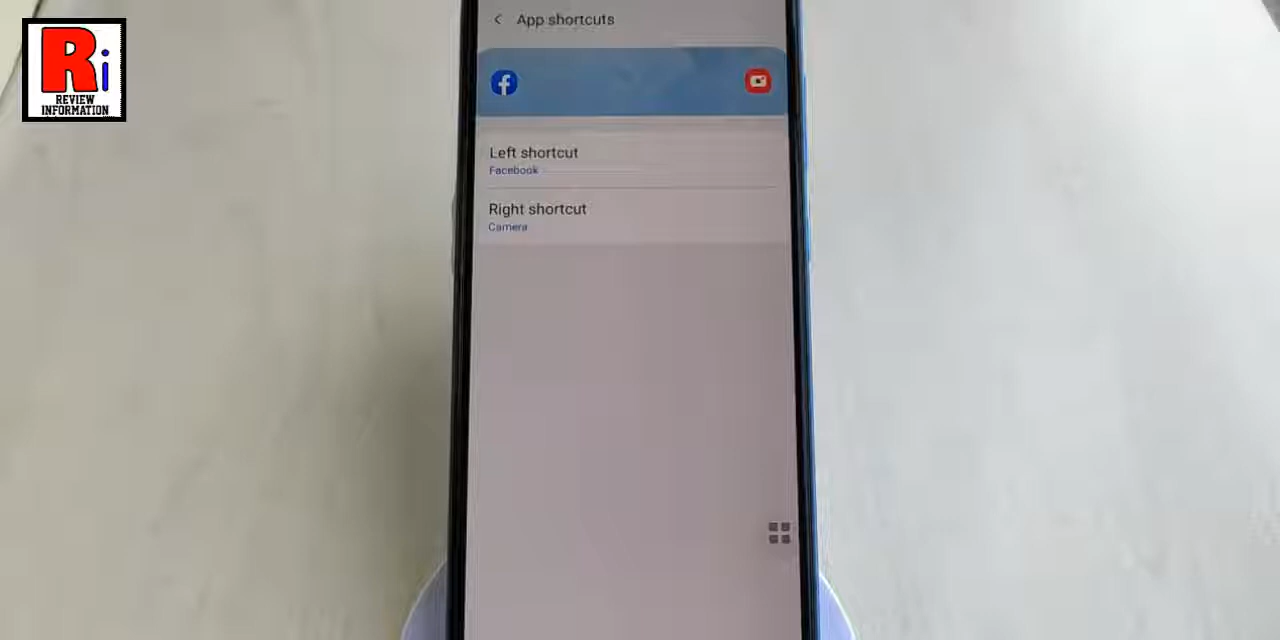 Ri
REVIEW
INFORMATION
App shortcuts
Left shortcut
Facebook
Right shortcut
Camera